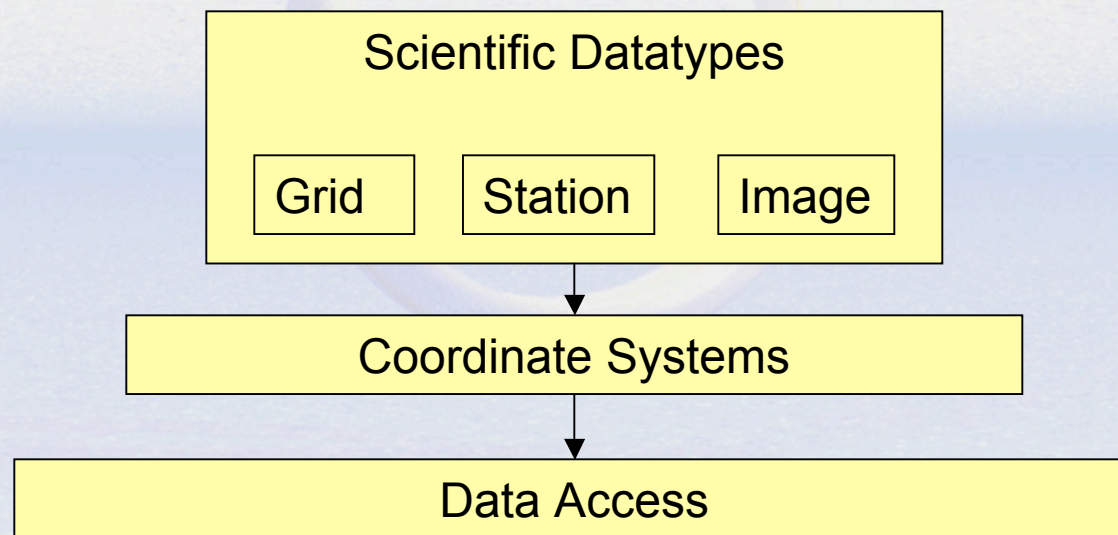 Scientific Datatypes
Grid Station Image
Coordinate Systems
Data Access